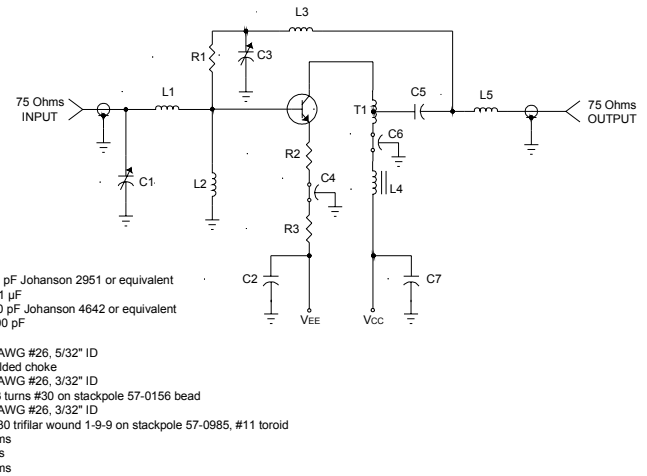 L3
R1
C3
L1
C5
L5
75 Ohms
INPUT
75 Ohms
OUTPUT
T1
C6
R2
C1
L2
C4
L4
R3
C2
C7
VEE
VCC
pF Johanson 2951 or equivalent
1 µF
0 pF Johanson 4642 or equivalent
00 pF
AWG #26, 5/32" ID
lded choke
AWG #26, 3/32" ID
turns #30 on stackpole 57-0156 bead
AWG #26, 3/32" ID
30 trifilar wound 1-9-9 on stackpole 57-0985, #11 toroid
ms
s
ms